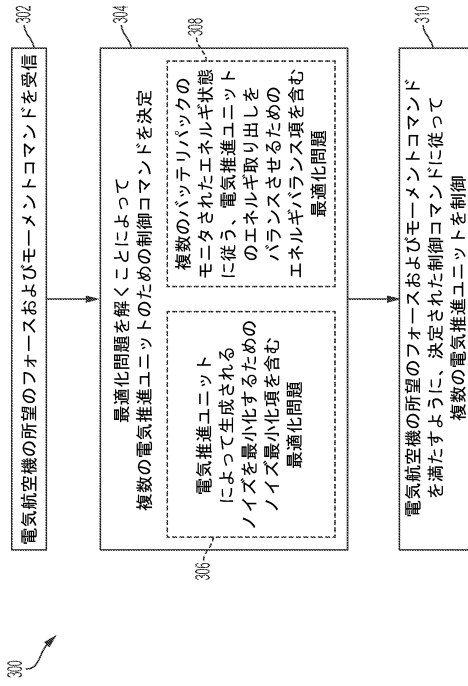 300
302
電気航空機の所望のフォースおよびモーメントコマンドを受信
304
最適化問題を解くことによって
複数の電気推進ユニットのための制御コマンドを決定
306
電気推進ユニット
によって生成される
ノイズを最小化するための
ノイズ最小化項を含む
最適化問題
308
複数のバッテリパックの
モニタされたエネルギ状態
に従う、電気推進ユニット
のエネルギ取り出しを
バランスさせるための
エネルギバランス項を含む
最適化問題
310
電気航空機の所望のフォースおよびモーメントコマンド
を満たすように、決定された制御コマンドに従って
複数の電気推進ユニットを制御